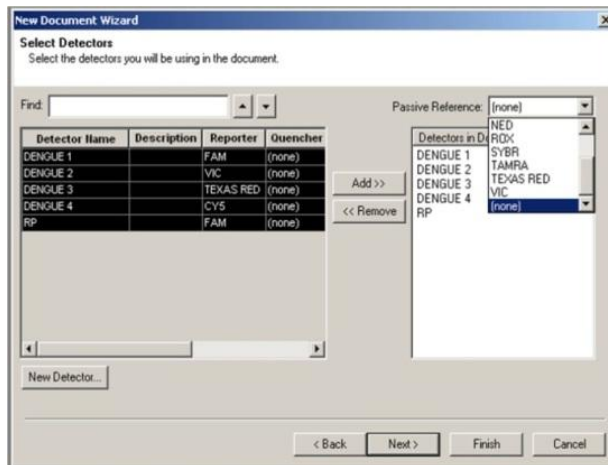 New Document Wizard
Select Detectors
Select the detectors you will be using in the document.
Find:
Passive Reference: (none)
NED
ROX
SYBR
TAMRA
TEXAS RED
VIC
(none)
Detector Name Description Reporter Quencher
DENGUE 1 FAM (none)
DENGUE 2 VIC (none)
DENGUE 3 TEXAS RED (none)
DENGUE 4 CY5 (none)
RP FAM (none)
Add >>
<< Remove
Detectors in D
DENGUE 1
DENGUE 2
DENGUE 3
DENGUE 4
RP
New Detector...
< Back Next > Finish Cancel